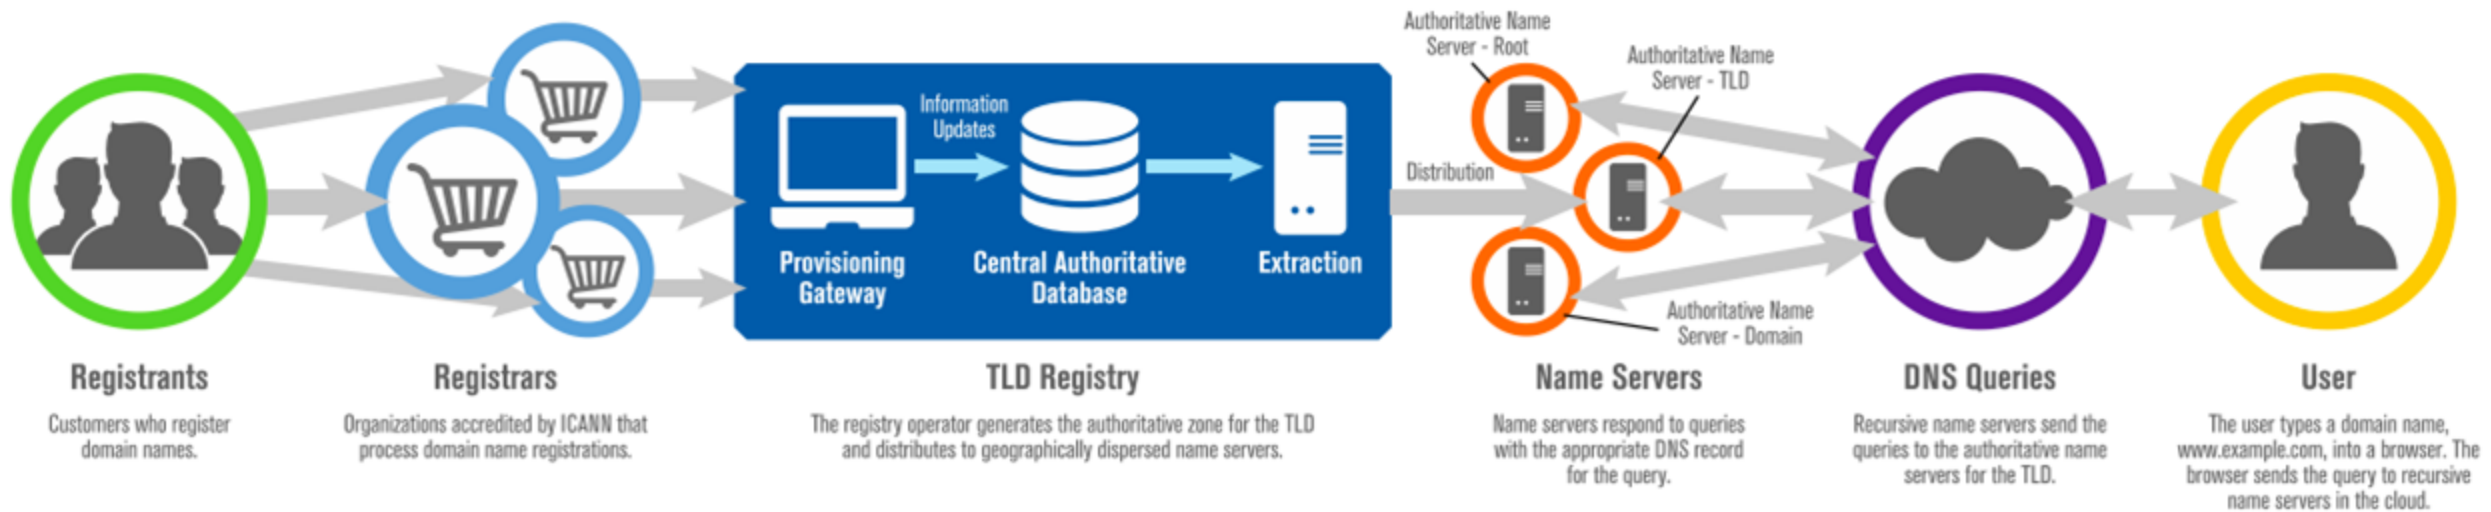 Authoritative Name
Server - Root
Authoritative Name
Server - TLD
Information
Updates
Distribution
Provisioning
Gateway
Central Authoritative
Database
Extraction
Authoritative Name
Server - Domain
Registrants
Customers who register
domain names.
Registrars
Organizations accredited by ICANN that
process domain name registrations.
TLD Registry
The registry operator generates the authoritative zone for the TLD
and distributes to geographically dispersed name servers.
Name Servers
Name servers respond to queries
with the appropriate DNS record
for the query.
DNS Queries
Recursive name servers send the
queries to the authoritative name
servers for the TLD.
User
The user types a domain name,
www.example.com, into a browser. The
browser sends the query to recursive
name servers in the cloud.